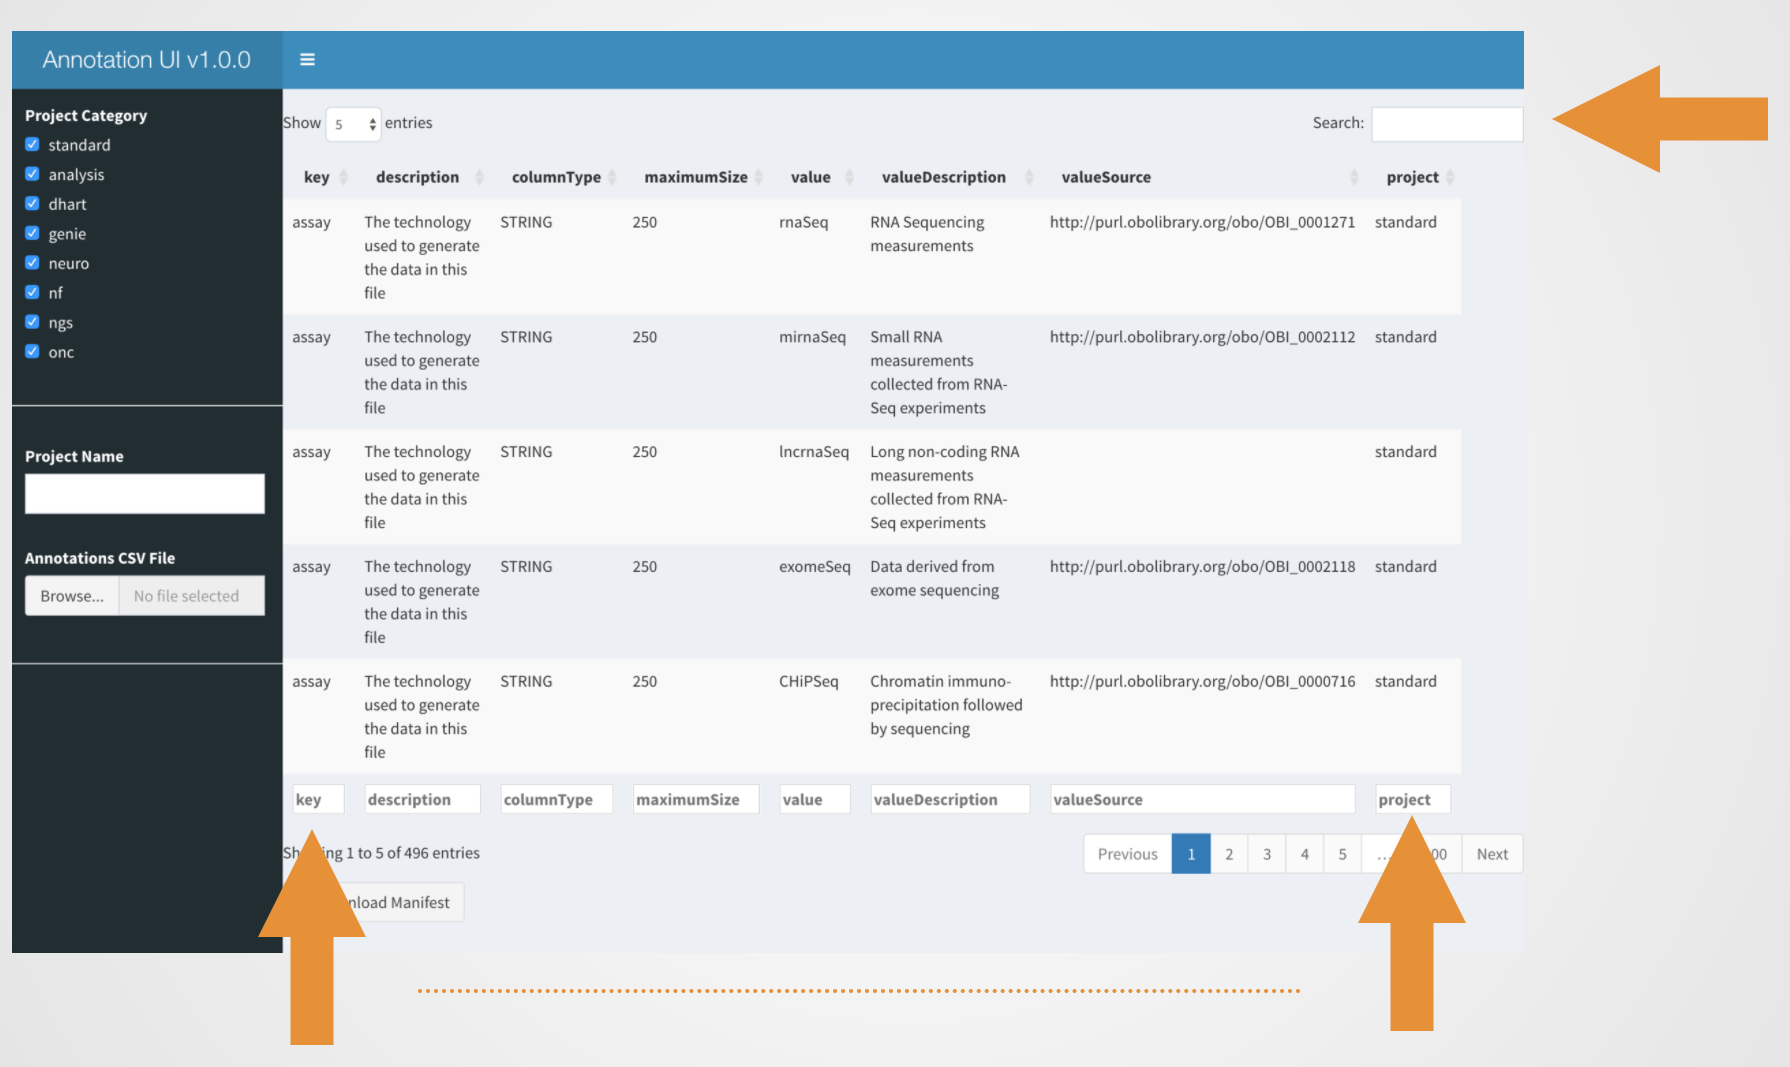 Annotation UI v1.0.0
Project Category
standard
analysis
dhart
genie
neuro
nf
ngs
onc
Project Name
Annotations CSV File
Browse... No file selected
Show 5 entries
Search:
key description columnType maximumSize value valueDescription valueSource project
assay The technology STRING 250 rnaSeq RNA Sequencing http://purl.obolibrary.org/obo/OBI_0001271 standard
used to generate measurements
the data in this
file
assay The technology STRING 250 mirnaSeq Small RNA http://purl.obolibrary.org/obo/OBI_0002112 standard
used to generate measurements
the data in this collected from RNA-
file Seq experiments
assay The technology STRING 250 lncrnaSeq Long non-coding RNA standard
used to generate measurements
the data in this collected from RNA-
file Seq experiments
assay The technology STRING 250 exomeSeq Data derived from http://purl.obolibrary.org/obo/OBI_0002118 standard
used to generate exome sequencing
the data in this
file
assay The technology STRING 250 CHiPSeq Chromatin immuno- http://purl.obolibrary.org/obo/OBI_0000716 standard
used to generate precipitation followed
the data in this by sequencing
file
key description columnType maximumSize value valueDescription valueSource project
1 to 5 of 496 entries
Previous 1 2 3 4 5 ... Next
Manifest